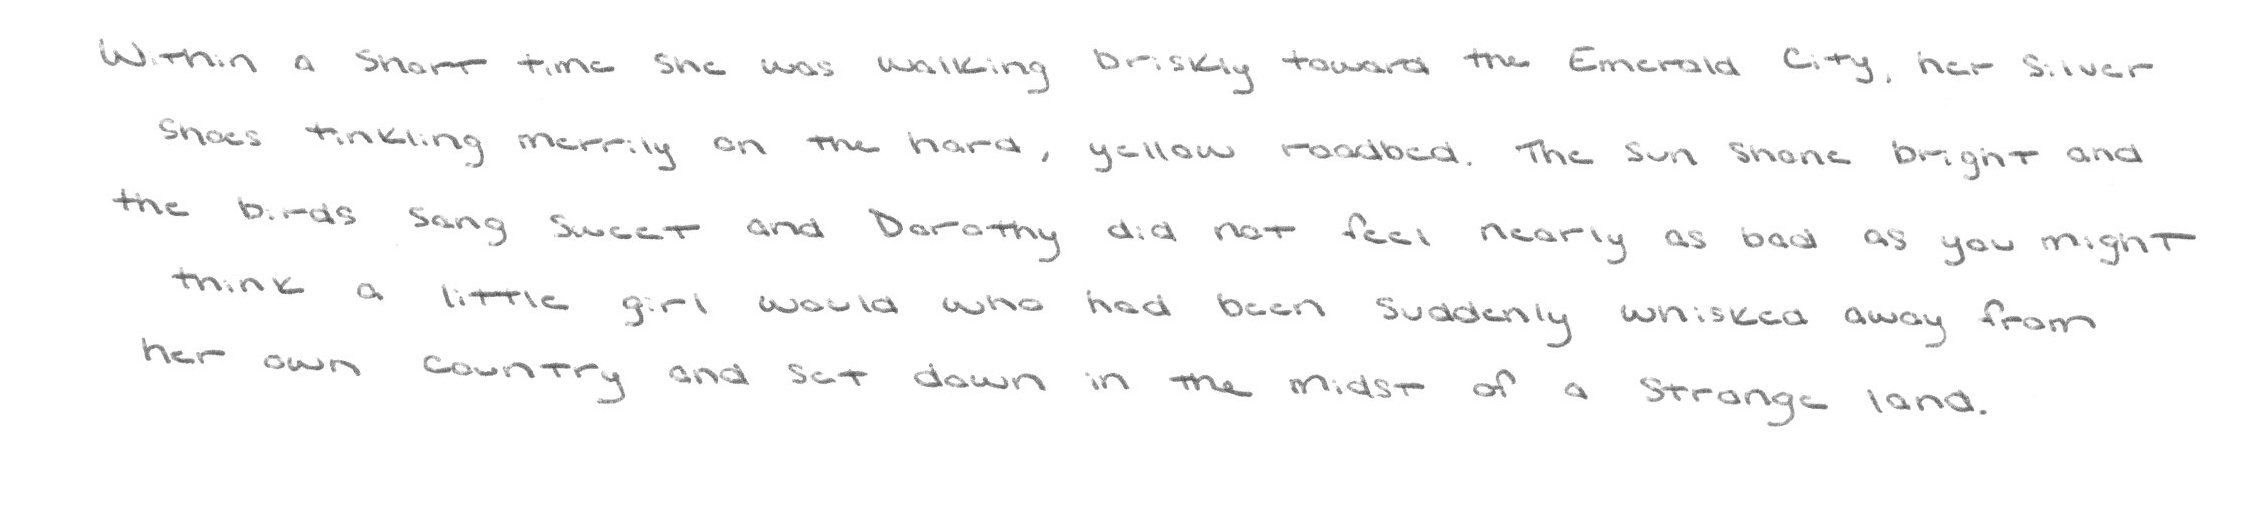 Within a short time she was walking briskly toward the Emerald City, her Silver
Shoes tinkling merrily on the hard, yellow roadbed. The sun shone bright and
the birds sang sweet and Dorothy did not feel nearly as bad as you might
think a little girl would who had been suddenly whisked away from
her own country and set down in the midst of a strange land.